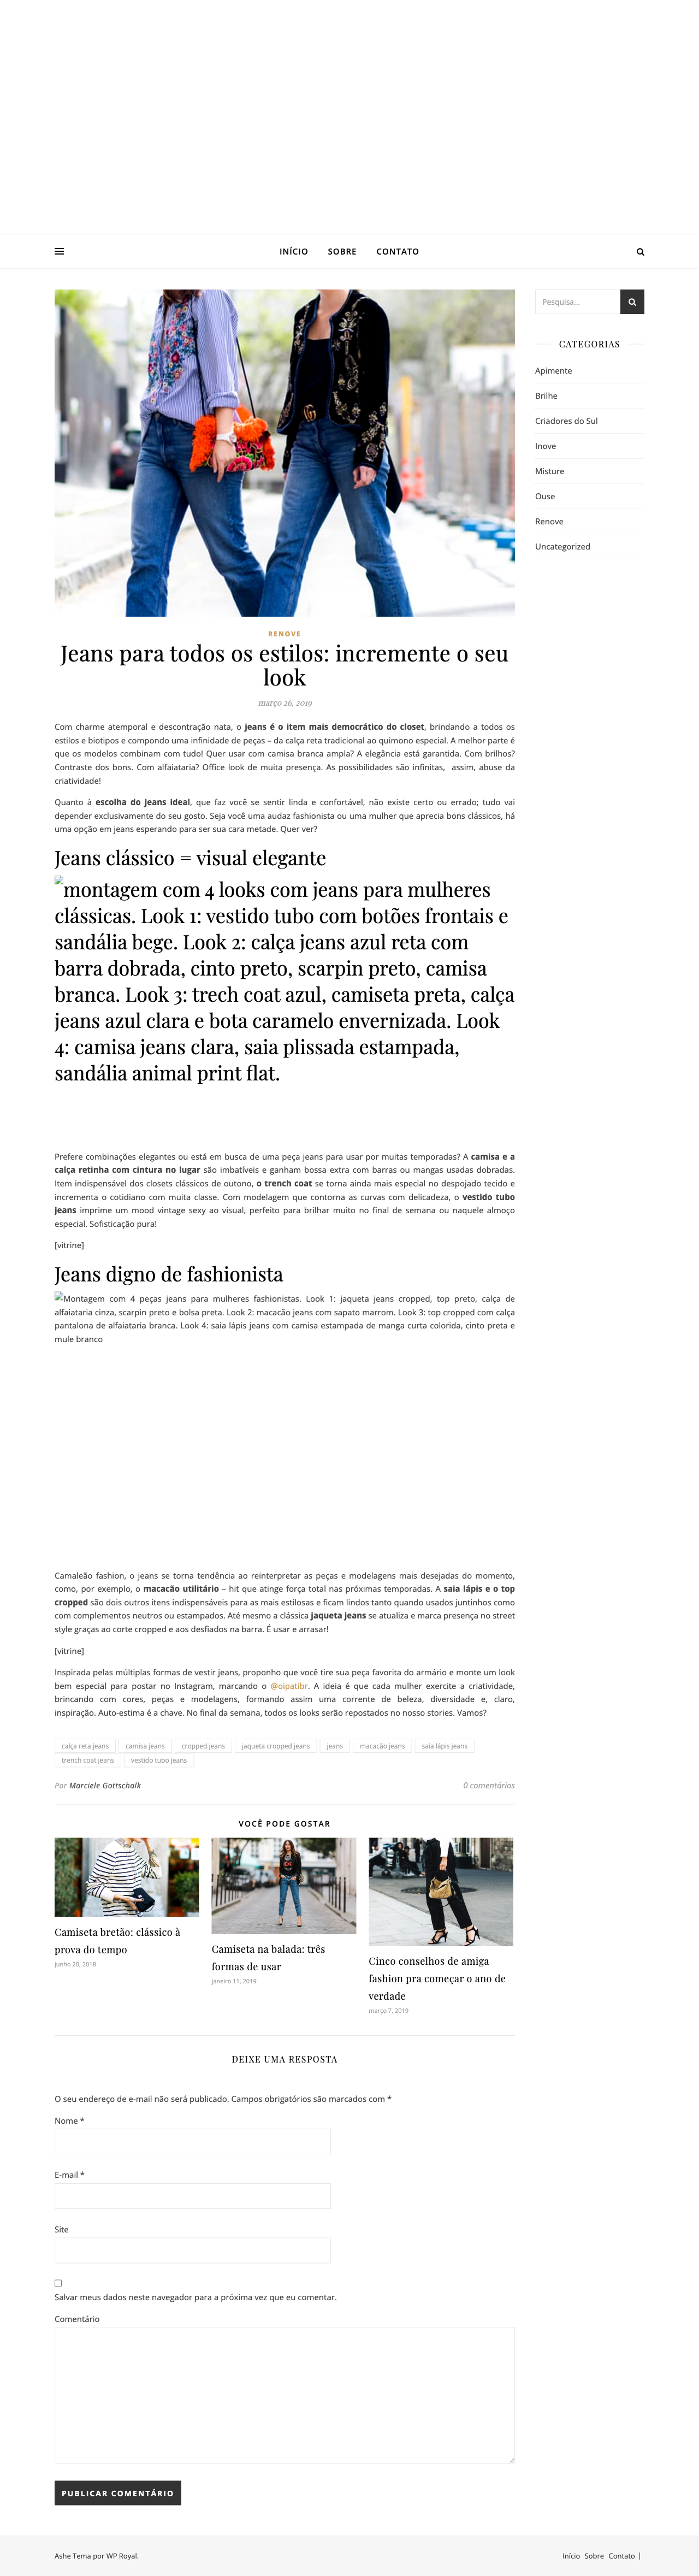 INÍCIO SOBRE CONTATO
RENOVE
Jeans para todos os estilos: incremente o seu
look
março 26, 2019
Com charme atemporal e descontração nata, o jeans é o item mais democrático do closet, brindando a todos os
estilos e biotipos e compondo uma infinidade de peças – da calça reta tradicional ao quimono especial. A melhor parte é
que os modelos combinam com tudo! Quer usar com camisa branca ampla? A elegância está garantida. Com brilhos?
Contraste dos bons. Com alfaiataria? Office look de muita presença. As possibilidades são infinitas, assim, abuse da
criatividade!
Quanto à escolha do jeans ideal, que faz você se sentir linda e confortável, não existe certo ou errado; tudo vai
depender exclusivamente do seu gosto. Seja você uma audaz fashionista ou uma mulher que aprecia bons clássicos, há
uma opção em jeans esperando para ser sua cara metade. Quer ver?
Jeans clássico = visual elegante
montagem com 4 looks com jeans para mulheres
clássicas. Look 1: vestido tubo com botões frontais e
sandália bege. Look 2: calça jeans azul reta com
barra dobrada, cinto preto, scarpin preto, camisa
branca. Look 3: trech coat azul, camiseta preta, calça
jeans azul clara e bota caramelo envernizada. Look
4: camisa jeans clara, saia plissada estampada,
sandália animal print flat.
Prefere combinações elegantes ou está em busca de uma peça jeans para usar por muitas temporadas? A camisa e a
calça retinha com cintura no lugar são imbatíveis e ganham bossa extra com barras ou mangas usadas dobradas.
Item indispensável dos closets clássicos de outono, o trench coat se torna ainda mais especial no despojado tecido e
incrementa o cotidiano com muita classe. Com modelagem que contorna as curvas com delicadeza, o vestido tubo
jeans imprime um mood vintage sexy ao visual, perfeito para brilhar muito no final de semana ou naquele almoço
especial. Sofisticação pura!
[vitrine]
Jeans digno de fashionista
Montagem com 4 peças jeans para mulheres fashionistas. Look 1: jaqueta jeans cropped, top preto, calça de
alfaiataria cinza, scarpin preto e bolsa preta. Look 2: macacão jeans com sapato marrom. Look 3: top cropped com calça
pantalona de alfaiataria branca. Look 4: saia lápis jeans com camisa estampada de manga curta colorida, cinto preta e
mule branco
Camaleão fashion, o jeans se torna tendência ao reinterpretar as peças e modelagens mais desejadas do momento,
como, por exemplo, o macacão utilitário – hit que atinge força total nas próximas temporadas. A saia lápis e o top
cropped são dois outros itens indispensáveis para as mais estilosas e ficam lindos tanto quando usados juntinhos como
com complementos neutros ou estampados. Até mesmo a clássica jaqueta jeans se atualiza e marca presença no street
style graças ao corte cropped e aos desfiados na barra. É usar e arrasar!
[vitrine]
Inspirada pelas múltiplas formas de vestir jeans, proponho que você tire sua peça favorita do armário e monte um look
bem especial para postar no Instagram, marcando o @oipatibr. A ideia é que cada mulher exercite a criatividade,
brincando com cores, peças e modelagens, formando assim uma corrente de beleza, diversidade e, claro,
inspiração. Auto-estima é a chave. No final da semana, todos os looks serão repostados no nosso stories. Vamos?
calça reta jeans camisa jeans cropped jeans jaqueta cropped jeans jeans macacão jeans saia lápis jeans
trench coat jeans vestido tubo jeans
Por Marciele Gottschalk 0 comentários
VOCÊ PODE GOSTAR
Camiseta bretão: clássico à
prova do tempo
junho 20, 2018
Camiseta na balada: três
formas de usar
janeiro 11, 2019
Cinco conselhos de amiga
fashion pra começar o ano de
verdade
março 7, 2019
DEIXE UMA RESPOSTA
O seu endereço de e-mail não será publicado. Campos obrigatórios são marcados com *
Nome *
E-mail *
Site
Salvar meus dados neste navegador para a próxima vez que eu comentar.
Comentário
PUBLICAR COMENTÁRIO
Pesquisa...
CATEGORIAS
Apimente
Brilhe
Criadores do Sul
Inove
Misture
Ouse
Renove
Uncategorized
Ashe Tema por WP Royal.
Início Sobre Contato |